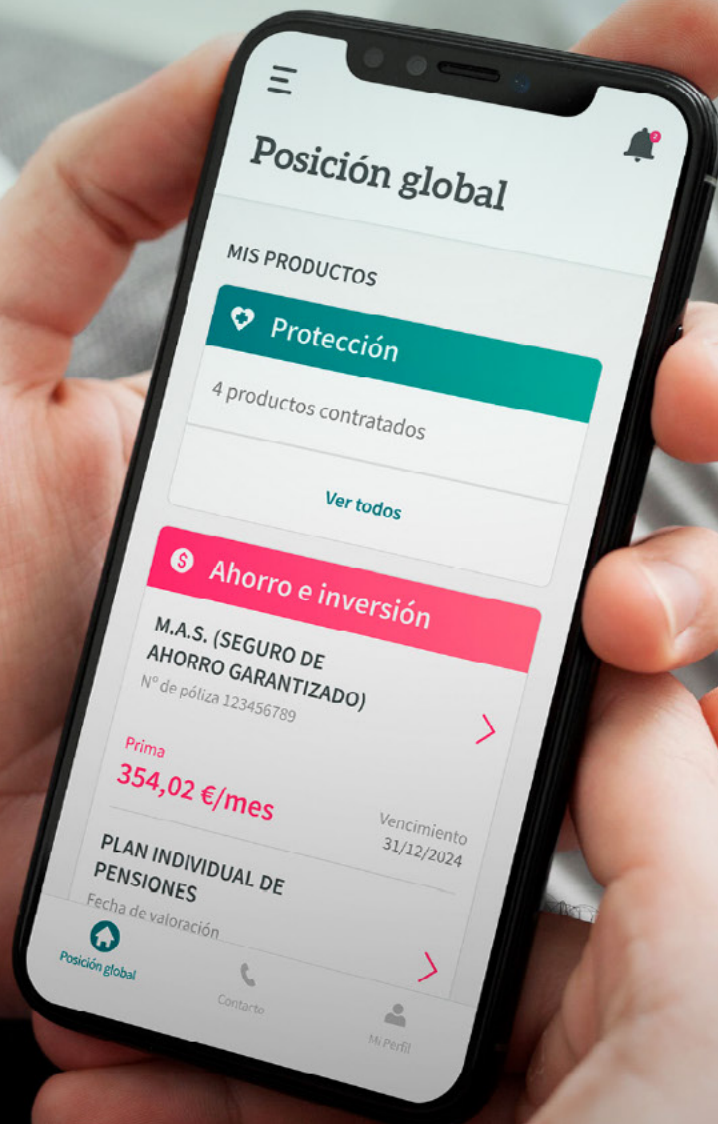 2
Posición global
MIS PRODUCTOS
Protección
4 productos contratados
Ver todos
$ Ahorro e inversión
M.A.S. (SEGURO DE
AHORRO GARANTIZADO)
Nº de póliza 123456789
Prima
354,02 €/mes
Vencimiento
31/12/2024
PLAN INDIVIDUAL DE
PENSIONES
Fecha de valoración
Posición global
Contacto
Mi Perfil